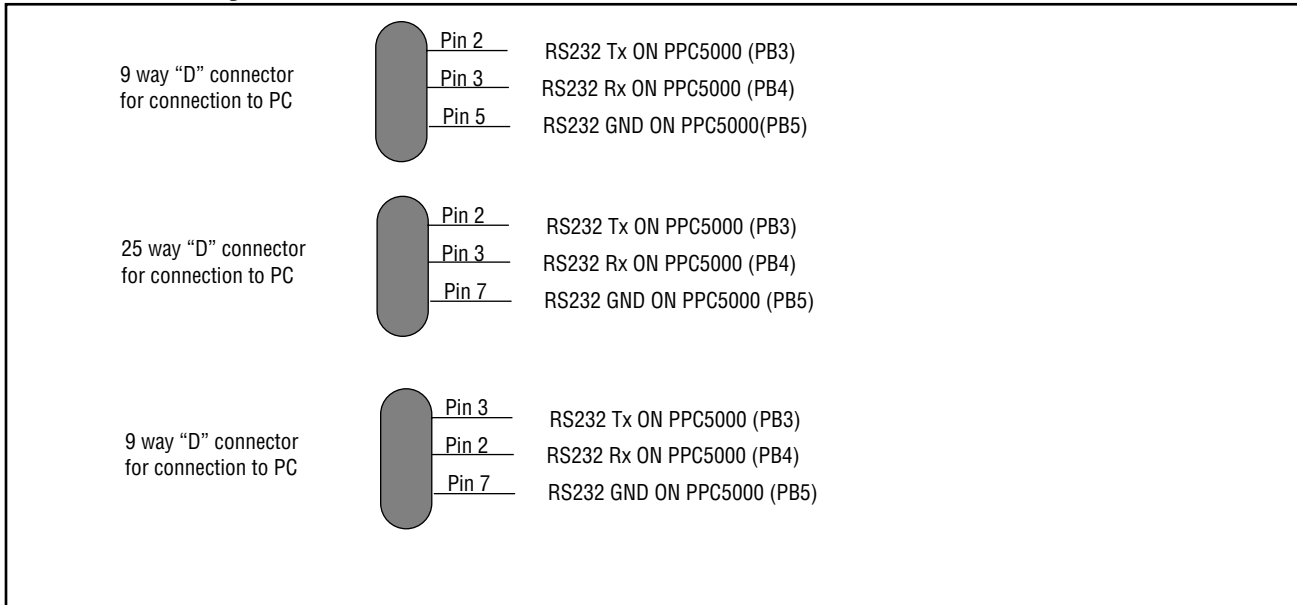 9 way “D” connector
for connection to PC
Pin 2
RS232 Tx ON PPC5000 (PB3)
Pin 3
RS232 Rx ON PPC5000 (PB4)
Pin 5
RS232 GND ON PPC5000(PB5)
25 way “D” connector
for connection to PC
Pin 2
RS232 Tx ON PPC5000 (PB3)
Pin 3
RS232 Rx ON PPC5000 (PB4)
Pin 7
RS232 GND ON PPC5000 (PB5)
9 way “D” connector
for connection to PC
Pin 3
RS232 Tx ON PPC5000 (PB3)
Pin 2
RS232 Rx ON PPC5000 (PB4)
Pin 7
RS232 GND ON PPC5000 (PB5)